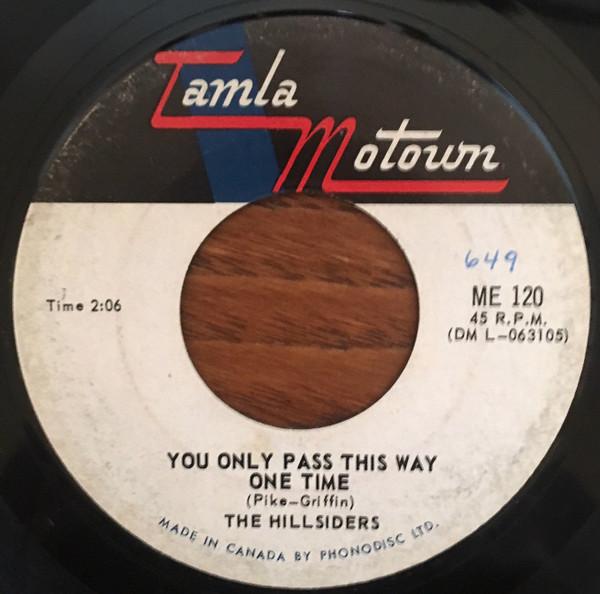 Tamla
Motown
649
Time 2:06
ME 120
45 R.P.M.
(DM L-063105)
YOU ONLY PASS THIS WAY
ONE TIME
(Pike-Griffin)
THE HILLSIDERS
MADE IN CANADA BY PHONODISC LTD.